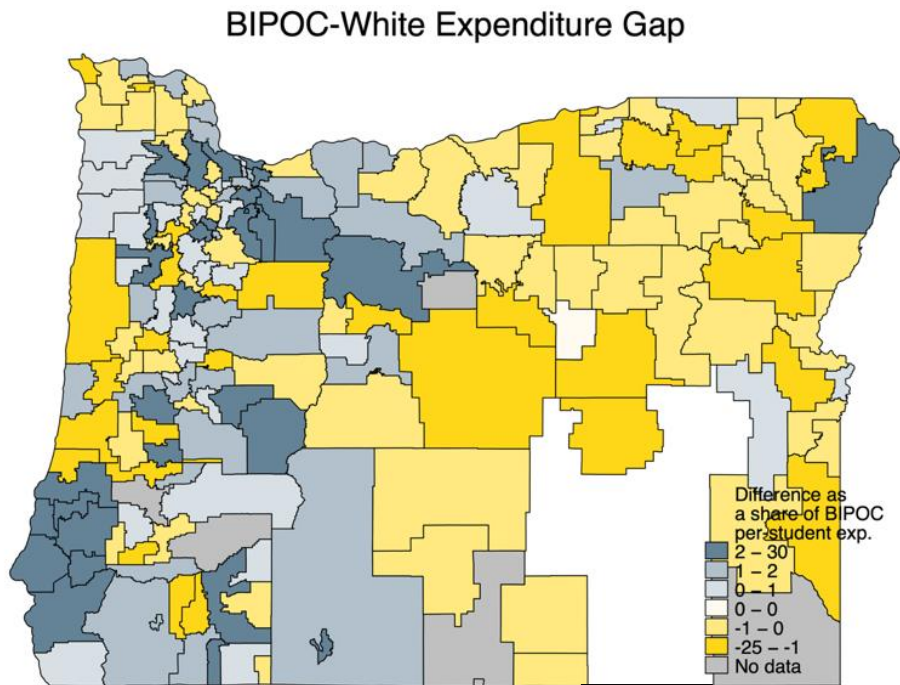 BIPOC-White Expenditure Gap
Difference as
a share of BIPOC
per-student exp.
2 – 30
1 – 2
0 – 1
0 – 0
-1 – 0
-25 – -1
No data